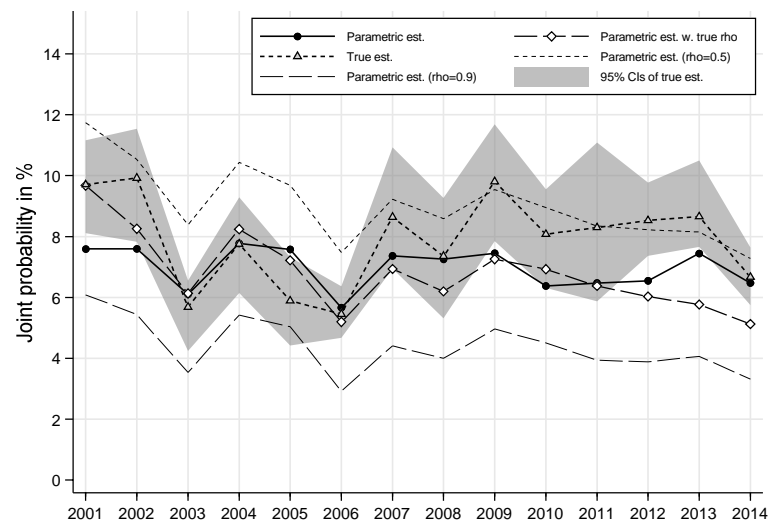 Parametric est.
Parametric est. w. true rho
True est.
Parametric est. (rho=0.5)
Parametric est. (rho=0.9)
95% CIs of true est.
Joint probability in %
14
12
10
8
6
4
2
0
2001 2002 2003 2004 2005 2006 2007 2008 2009 2010 2011 2012 2013 2014